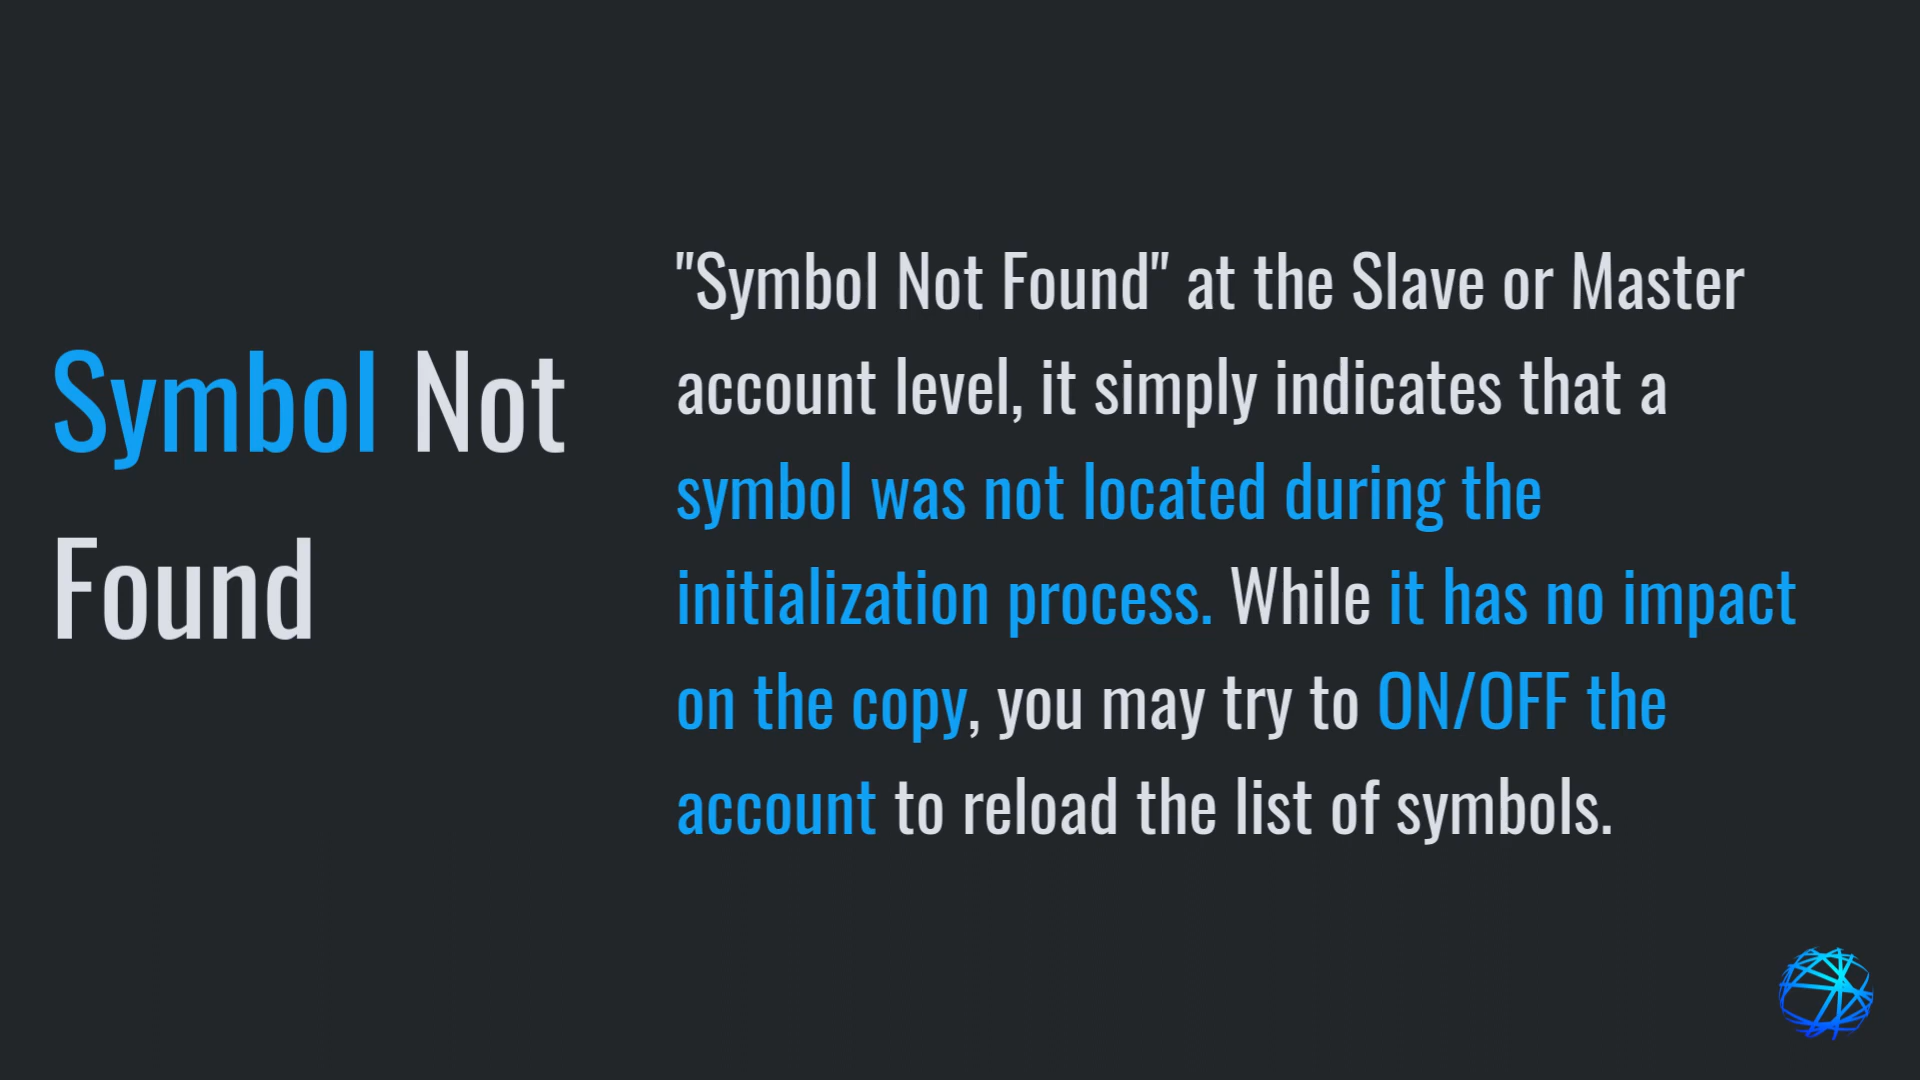 Symbol Not
Found
"Symbol Not Found" at the Slave or Master
account level, it simply indicates that a
symbol was not located during the
initialization process. While it has no impact
on the copy, you may try to ON/OFF the
account to reload the list of symbols.